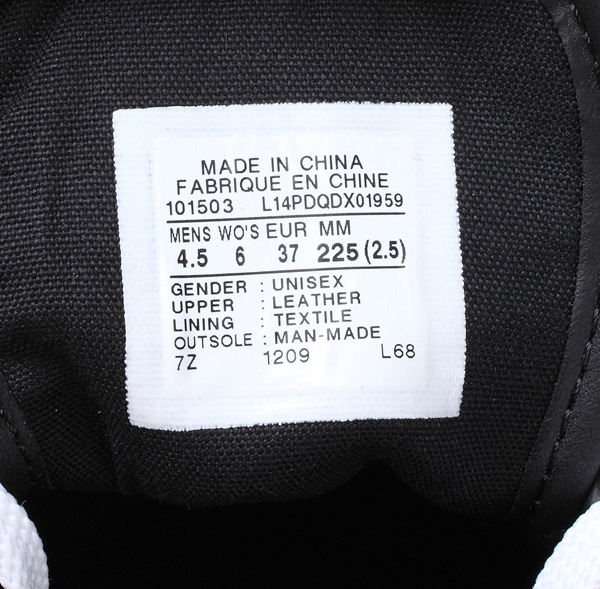 MADE IN CHINA
FABRIQUE EN CHINE
101503 L14PDQDX01959
MENS WO'S EUR MM
4.5 6 37 225 (2.5)
GENDER : UNISEX
UPPER : LEATHER
LINING : TEXTILE
OUTSOLE : MAN-MADE
7Z 1209 L68